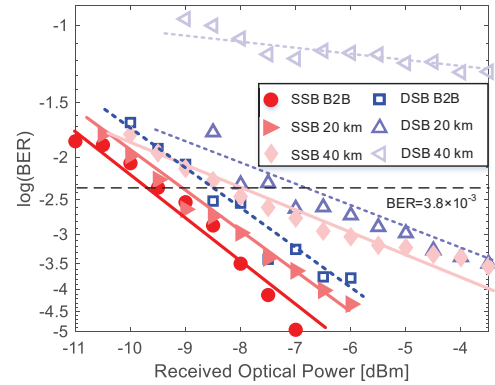 -1
-1.5
-2
-2.5
-3
-3.5
-4
-4.5
-5
log(BER)
SSB B2B
DSB B2B
SSB 20 km
DSB 20 km
SSB 40 km
DSB 40 km
BER=3.8×10⁻³
-11 -10 -9 -8 -7 -6 -5 -4
Received Optical Power [dBm]